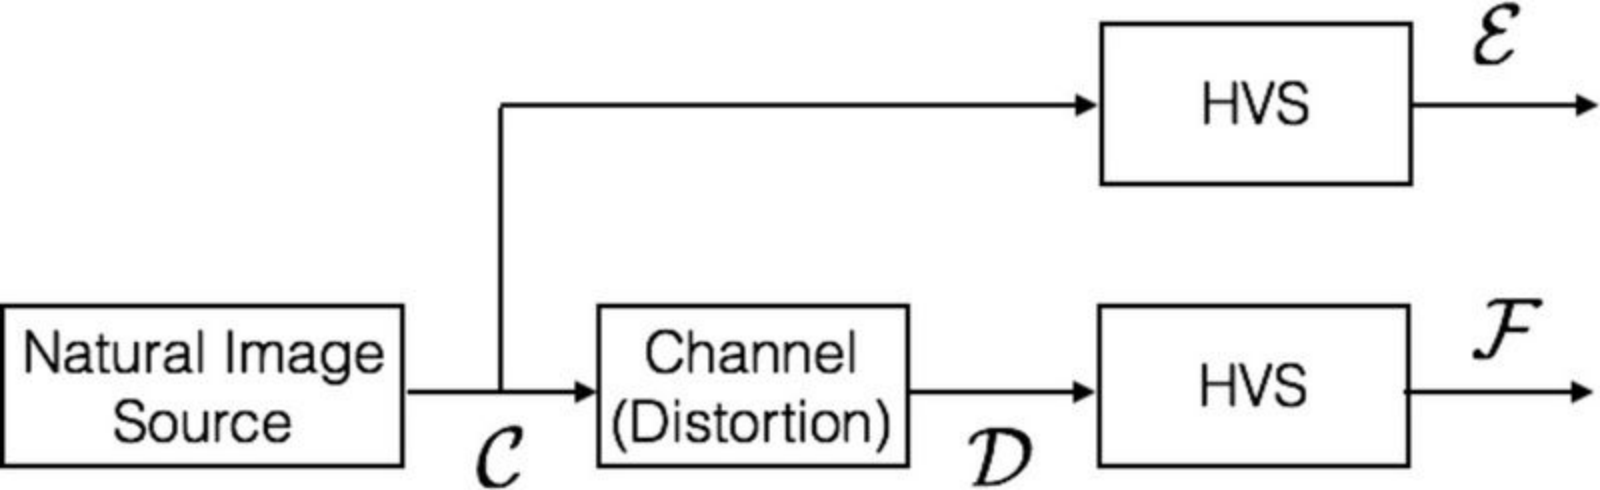 HVS
ℰ
Natural Image
Source
𝒞
Channel
(Distortion)
𝒟
HVS
ℱ